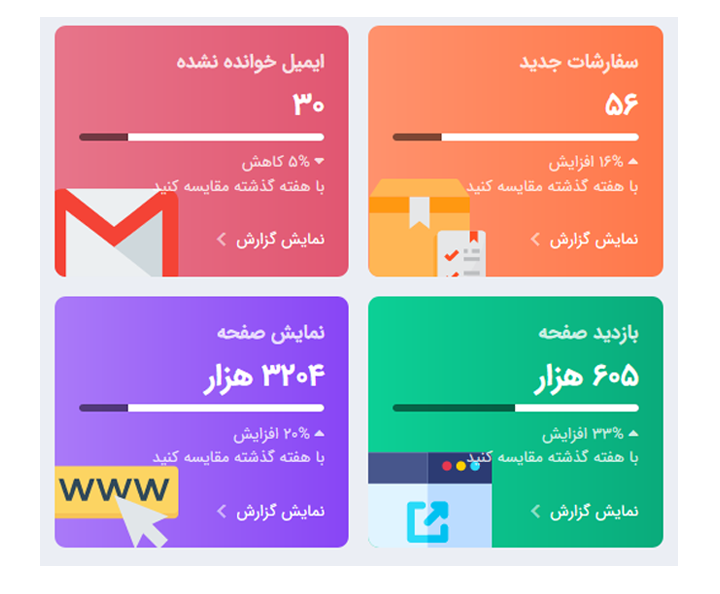 سفارشات جدید
۵۶
۱۶% افزایش
با هفته گذشته مقایسه کنید
نمایش گزارش
ایمیل خوانده نشده
۳۰
۵% کاهش
با هفته گذشته مقایسه کنید
نمایش گزارش
بازدید صفحه
۶۰۵ هزار
۳۳% افزایش
با هفته گذشته مقایسه کنید
نمایش گزارش
نمایش صفحه
۳۲۰۴ هزار
۲۰% افزایش
با هفته گذشته مقایسه کنید
نمایش گزارش
WWW